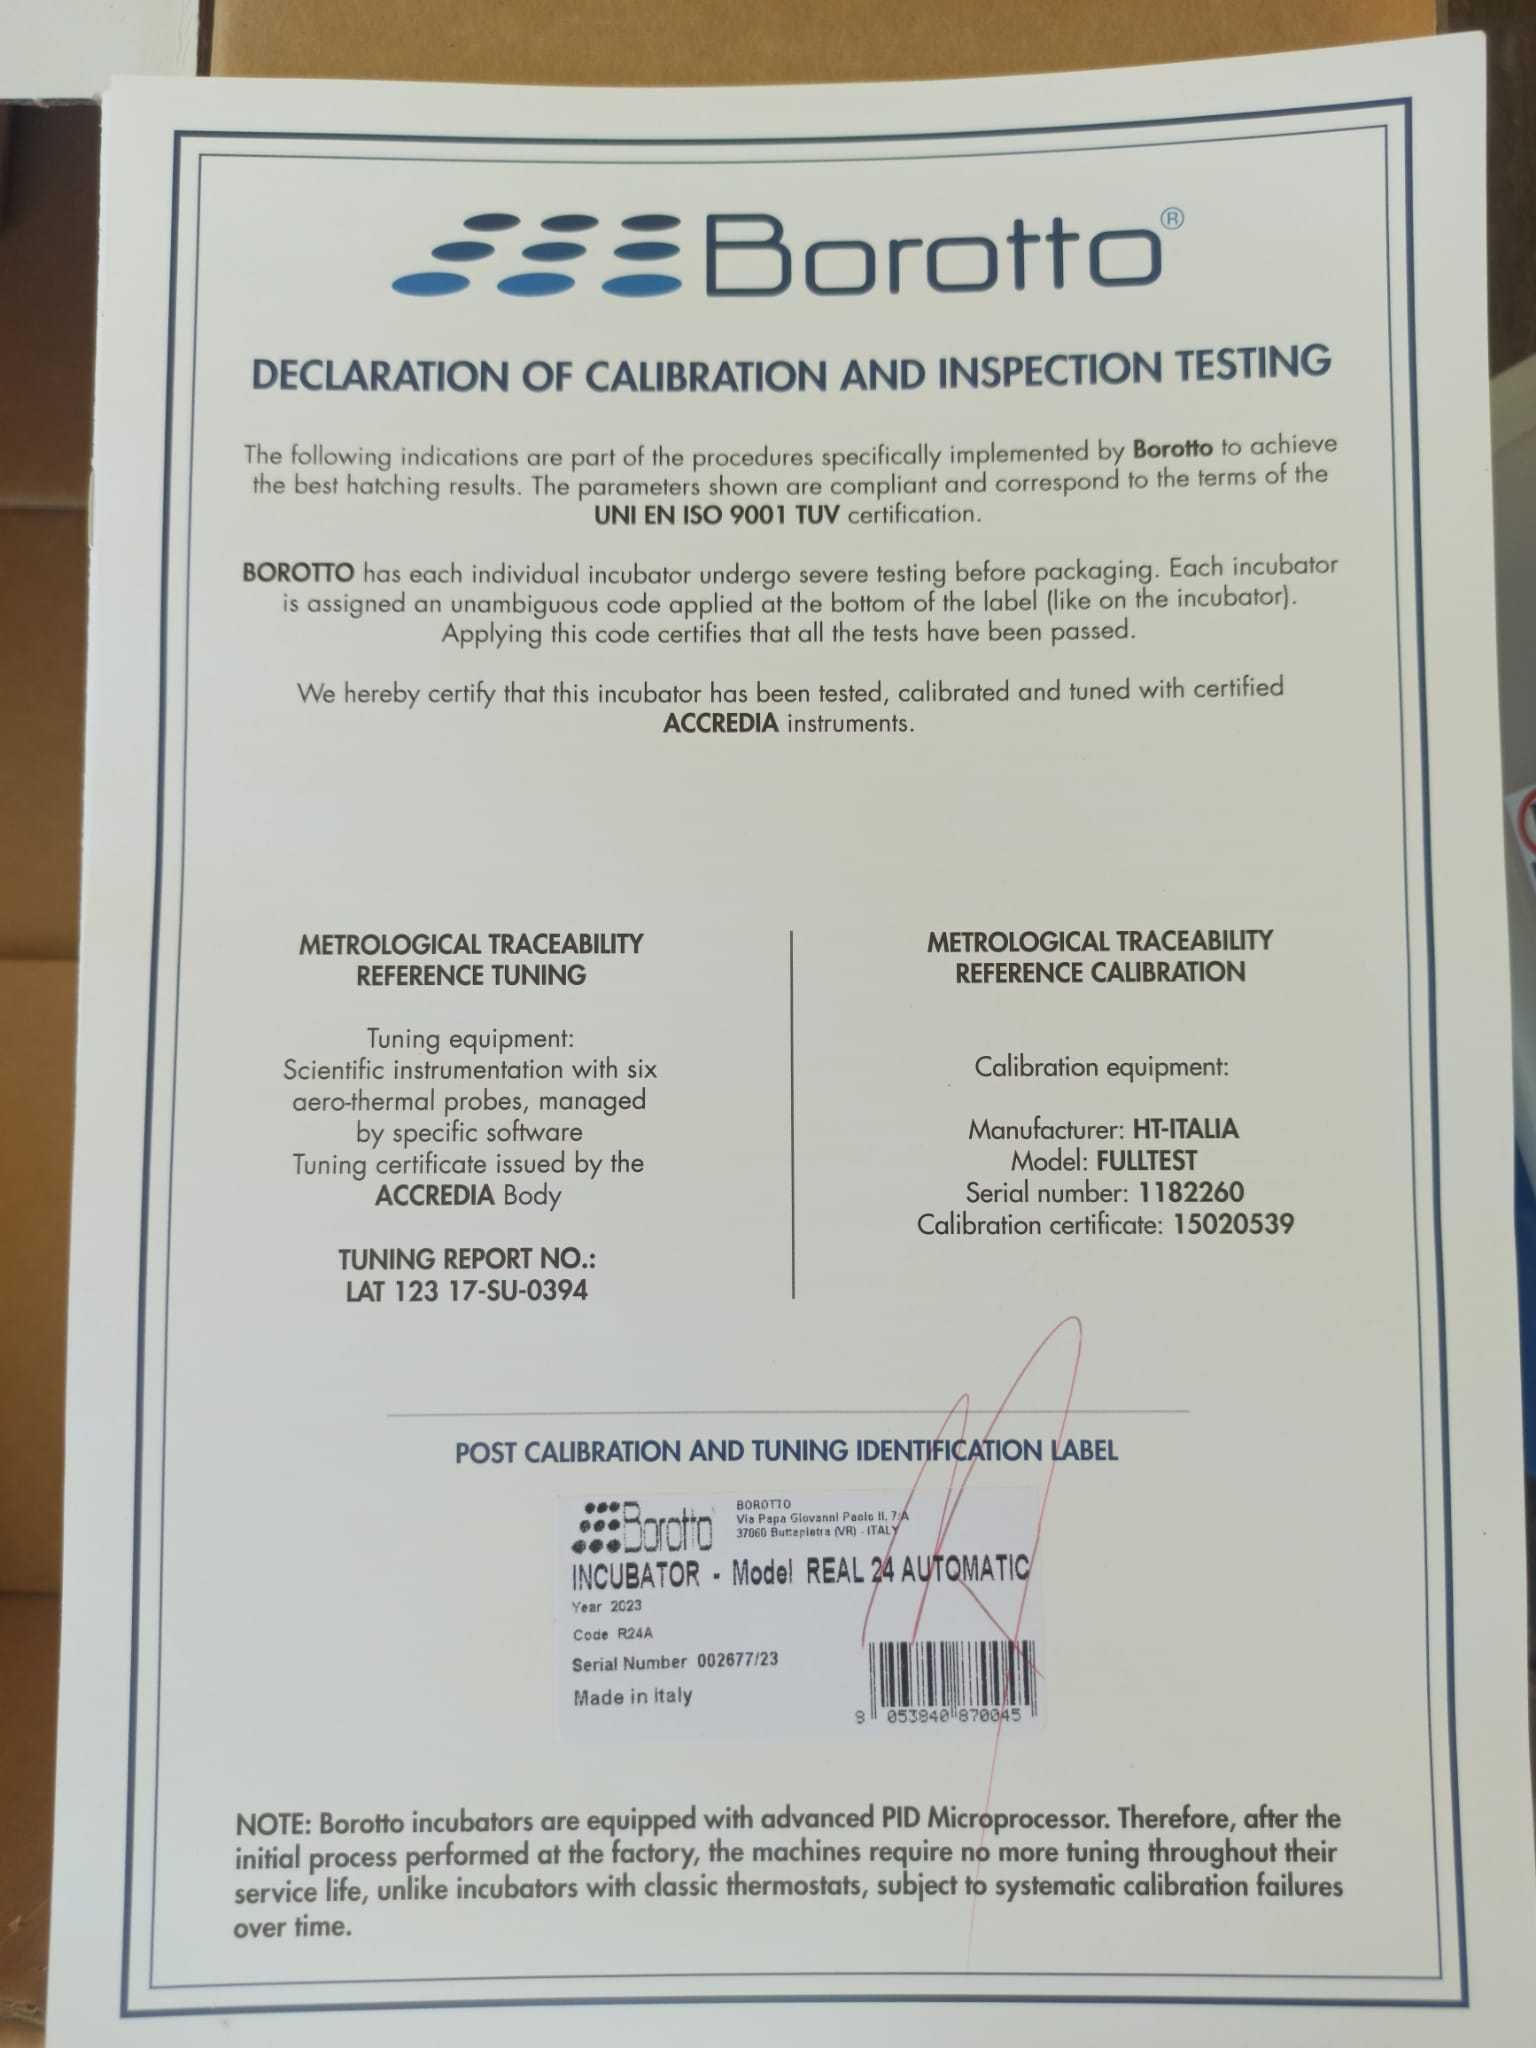 Borotto®
DECLARATION OF CALIBRATION AND INSPECTION TESTING
The following indications are part of the procedures specifically implemented by Borotto to achieve
the best hatching results. The parameters shown are compliant and correspond to the terms of the
UNI EN ISO 9001 TUV certification.
BOROTTO has each individual incubator undergo severe testing before packaging. Each incubator
is assigned an unambiguous code applied at the bottom of the label (like on the incubator).
Applying this code certifies that all the tests have been passed.
We hereby certify that this incubator has been tested, calibrated and tuned with certified
ACCREDIA instruments.
METROLOGICAL TRACEABILITY
REFERENCE TUNING
Tuning equipment:
Scientific instrumentation with six
aero-thermal probes, managed
by specific software
Tuning certificate issued by the
ACCREDIA Body
TUNING REPORT NO.:
LAT 123 17-SU-0394
METROLOGICAL TRACEABILITY
REFERENCE CALIBRATION
Calibration equipment:
Manufacturer: HT-ITALIA
Model: FULLTEST
Serial number: 1182260
Calibration certificate: 15020539
POST CALIBRATION AND TUNING IDENTIFICATION LABEL
Borotto
BOROTTO
Via Papa Giovanni Paolo II, 7/A
37060 Buttapietra (VR) - ITALY
INCUBATOR - Model REAL 24 AUTOMATIC
Year 2023
Code R24A
Serial Number 002677/23
Made in Italy
8 053840 870045
NOTE: Borotto incubators are equipped with advanced PID Microprocessor. Therefore, after the
initial process performed at the factory, the machines require no more tuning throughout their
service life, unlike incubators with classic thermostats, subject to systematic calibration failures
over time.